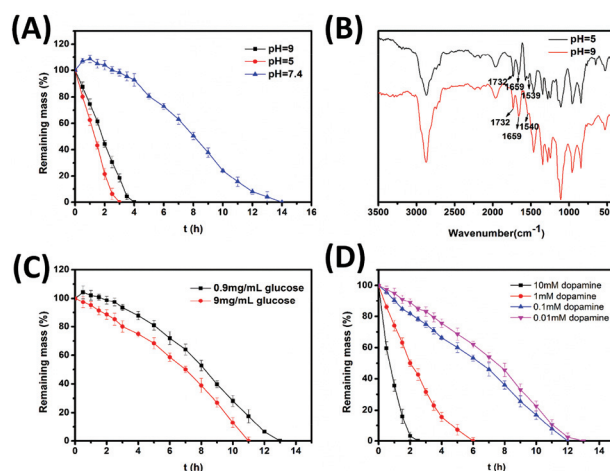 (A)
pH=9
pH=5
pH=7.4
Remaining mass (%)
120
100
80
60
40
20
0
0 2 4 6 8 10 12 14 16
t (h)
(B)
pH=5
pH=9
1732
1659
1539
1732
1659
1540
3500 3000 2500 2000 1500 1000 500
Wavenumber(cm-1)
(C)
0.9mg/mL glucose
9mg/mL glucose
Remaining mass (%)
120
100
80
60
40
20
0
0 2 4 6 8 10 12 14
t (h)
(D)
10mM dopamine
1mM dopamine
0.1mM dopamine
0.01mM dopamine
Remaining mass (%)
100
80
60
40
20
0
0 2 4 6 8 10 12 14
t (h)